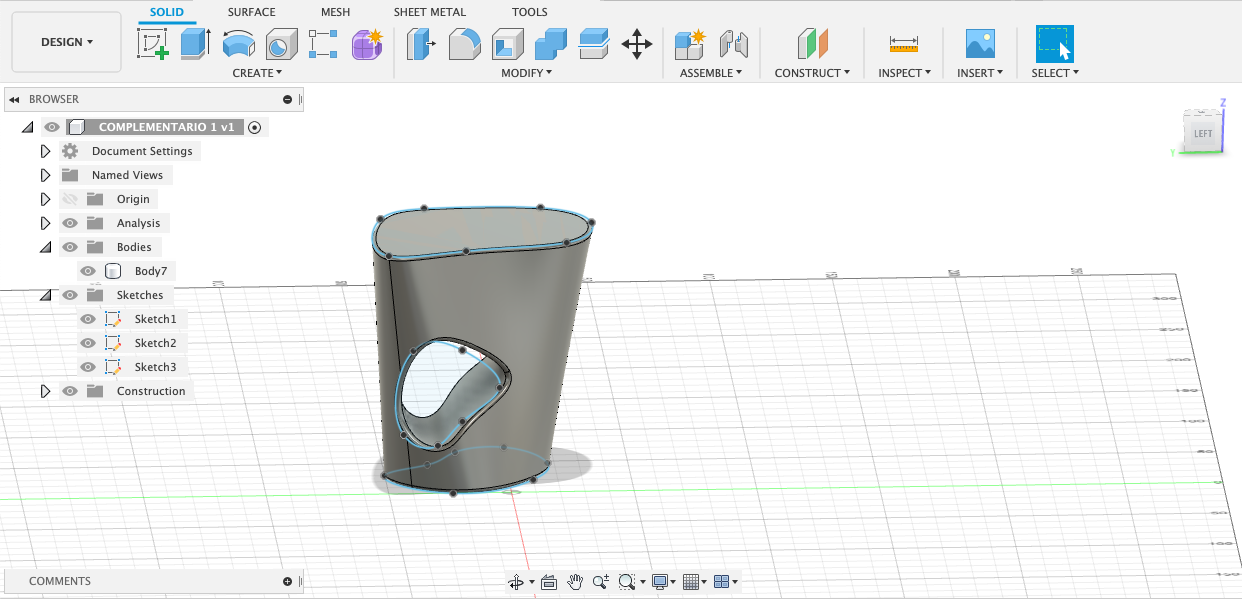 SOLID SURFACE MESH SHEET METAL TOOLS
DESIGN
CREATE MODIFY ASSEMBLE CONSTRUCT INSPECT INSERT SELECT
BROWSER
COMPLEMENTARIO 1 v1
Document Settings
Named Views
Origin
Analysis
Bodies
Body7
Sketches
Sketch1
Sketch2
Sketch3
Construction
COMMENTS
Z
LEFT
Y